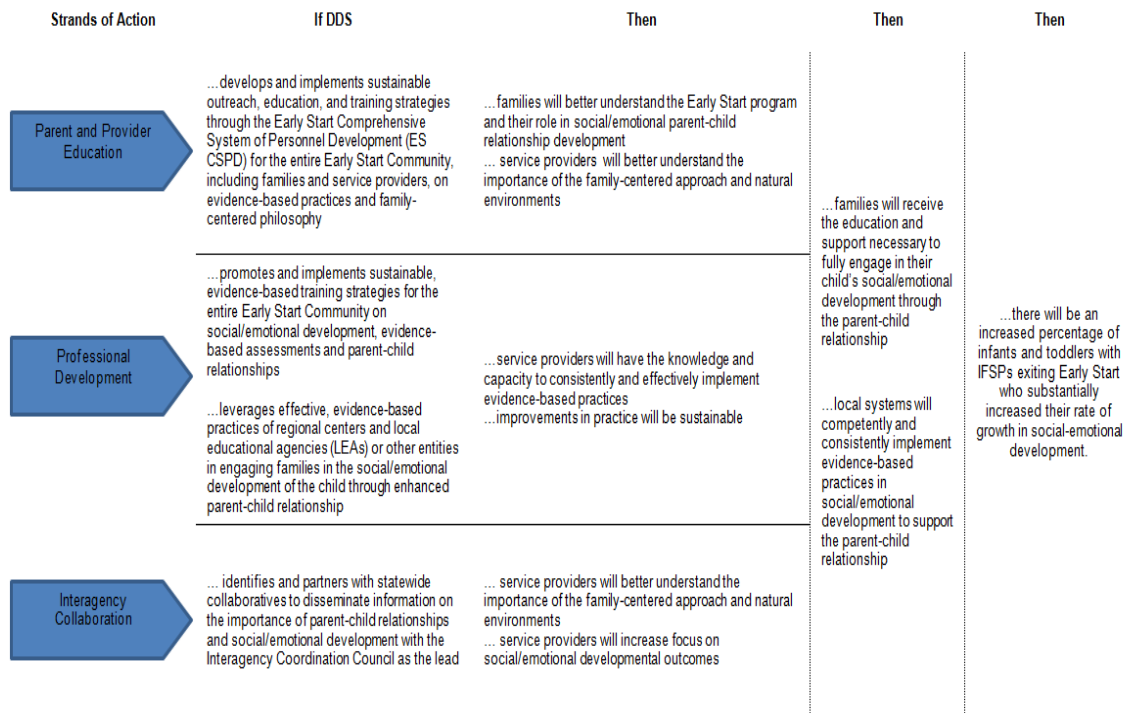 Strands of Action
If DDS
Then
Then
Then
Parent and Provider
Education
…develops and implements sustainable
outreach, education, and training strategies
through the Early Start Comprehensive
System of Personnel Development (ES
CSPD) for the entire Early Start Community,
including families and service providers, on
evidence-based practices and family-
centered philosophy
…families will better understand the Early Start program
and their role in social/emotional parent-child
relationship development
… service providers will better understand the
importance of the family-centered approach and natural
environments
Professional
Development
…promotes and implements sustainable,
evidence-based training strategies for the
entire Early Start Community on
social/emotional development, evidence-
based assessments and parent-child
relationships
…leverages effective, evidence-based
practices of regional centers and local
educational agencies (LEAs) or other entities
in engaging families in the social/emotional
development of the child through enhanced
parent-child relationship
…service providers will have the knowledge and
capacity to consistently and effectively implement
evidence-based practices
…improvements in practice will be sustainable
Interagency
Collaboration
… identifies and partners with statewide
collaboratives to disseminate information on
the importance of parent-child relationships
and social/emotional development with the
Interagency Coordination Council as the lead
… service providers will better understand the
importance of the family-centered approach and natural
environments
… service providers will increase focus on
social/emotional developmental outcomes
…families will receive
the education and
support necessary to
fully engage in their
child's social/emotional
development through
the parent-child
relationship
…local systems will
competently and
consistently implement
evidence-based
practices in
social/emotional
development to support
the parent-child
relationship
…there will be an
increased percentage of
infants and toddlers with
IFSPs exiting Early Start
who substantially
increased their rate of
growth in social-emotional
development.